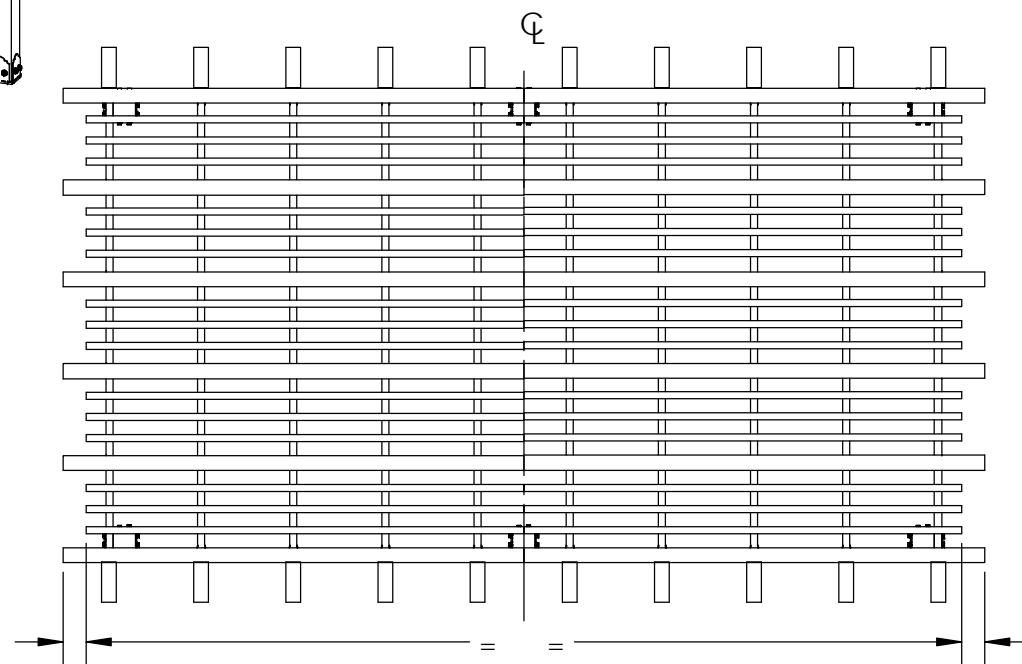 ℄
= =